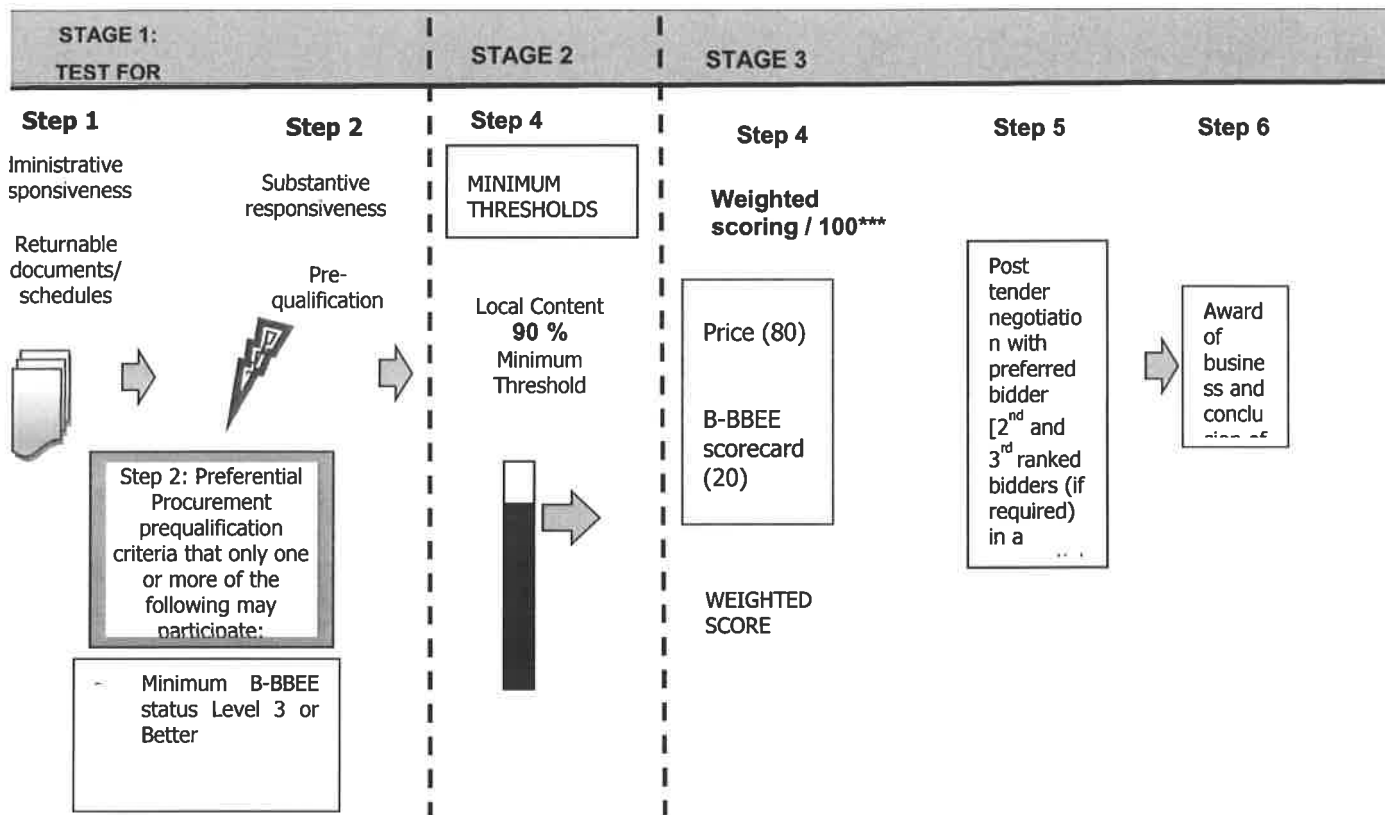 STAGE 1:
TEST FOR
STAGE 2
STAGE 3
Step 1
dministrative
sponsiveness
Returnable
documents/
schedules
Step 2
Substantive
responsiveness
Pre-
qualification
Step 2: Preferential
Procurement
prequalification
criteria that only one
or more of the
following may
participate:
- Minimum B-BBEE
status Level 3 or
Better
Step 4
MINIMUM
THRESHOLDS
Local Content
90 %
Minimum
Threshold
Step 4
Weighted
scoring / 100***
Price (80)
B-BBEE
scorecard
(20)
WEIGHTED
SCORE
Step 5
Post
tender
negotiatio
n with
preferred
bidder
[2nd and
3rd ranked
bidders (if
required)
in a
Step 6
Award
of
busine
ss and
conclu
sion of